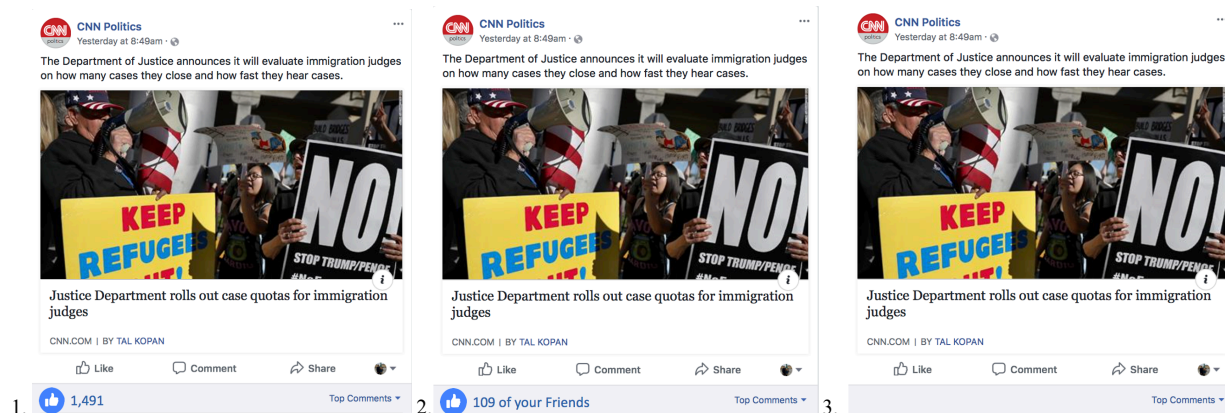 CNN Politics
Yesterday at 8:49am ·
The Department of Justice announces it will evaluate immigration judges
on how many cases they close and how fast they hear cases.
KEEP
REFUGEES
NO!
STOP TRUMP/PENCE
i
Justice Department rolls out case quotas for immigration
judges
CNN.COM | BY TAL KOPAN
Like Comment Share
1. 1,491 Top Comments
CNN Politics
Yesterday at 8:49am ·
The Department of Justice announces it will evaluate immigration judges
on how many cases they close and how fast they hear cases.
KEEP
REFUGEES
NO!
STOP TRUMP/PENCE
i
Justice Department rolls out case quotas for immigration
judges
CNN.COM | BY TAL KOPAN
Like Comment Share
2. 109 of your Friends Top Comments
CNN Politics
Yesterday at 8:49am ·
The Department of Justice announces it will evaluate immigration judges
on how many cases they close and how fast they hear cases.
KEEP
REFUGEES
NO
STOP TRUMP/PENCE
i
Justice Department rolls out case quotas for immigration
judges
CNN.COM | BY TAL KOPAN
Like Comment Share
3. Top Comments